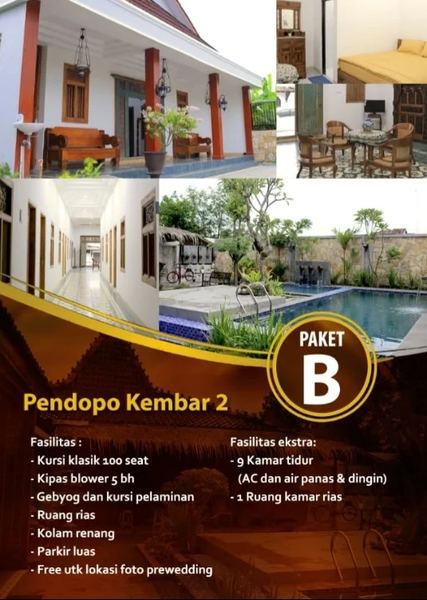 PAKET
B
Pendopo Kembar 2
Fasilitas :
- Kursi klasik 100 seat
- Kipas blower 5 bh
- Gebyog dan kursi pelaminan
- Ruang rias
- Kolam renang
- Parkir luas
- Free utk lokasi foto prewedding
Fasilitas ekstra:
- 9 Kamar tidur
(AC dan air panas & dingin)
- 1 Ruang kamar rias